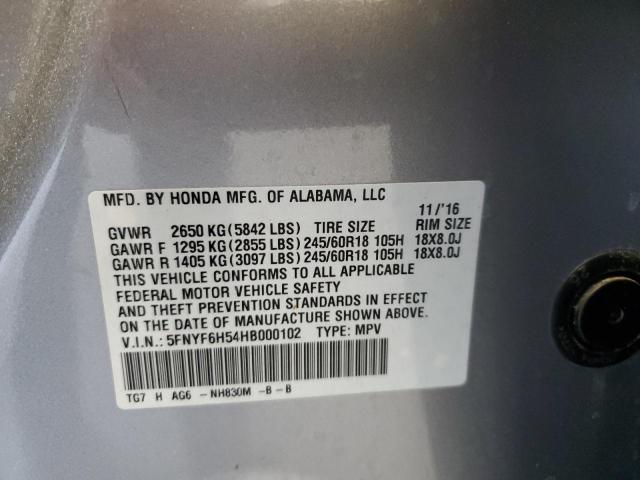 MFD. BY HONDA MFG. OF ALABAMA, LLC 11/'16
GVWR 2650 KG (5842 LBS) TIRE SIZE RIM SIZE
GAWR F 1295 KG (2855 LBS) 245/60R18 105H 18X8.0J
GAWR R 1405 KG (3097 LBS) 245/60R18 105H 18X8.0J
THIS VEHICLE CONFORMS TO ALL APPLICABLE
FEDERAL MOTOR VEHICLE SAFETY
AND THEFT PREVENTION STANDARDS IN EFFECT
ON THE DATE OF MANUFACTURE SHOWN ABOVE.
V.I.N.: 5FNYF6H54HB000102 TYPE: MPV
TG7 H AG6 -NH830M -B-B